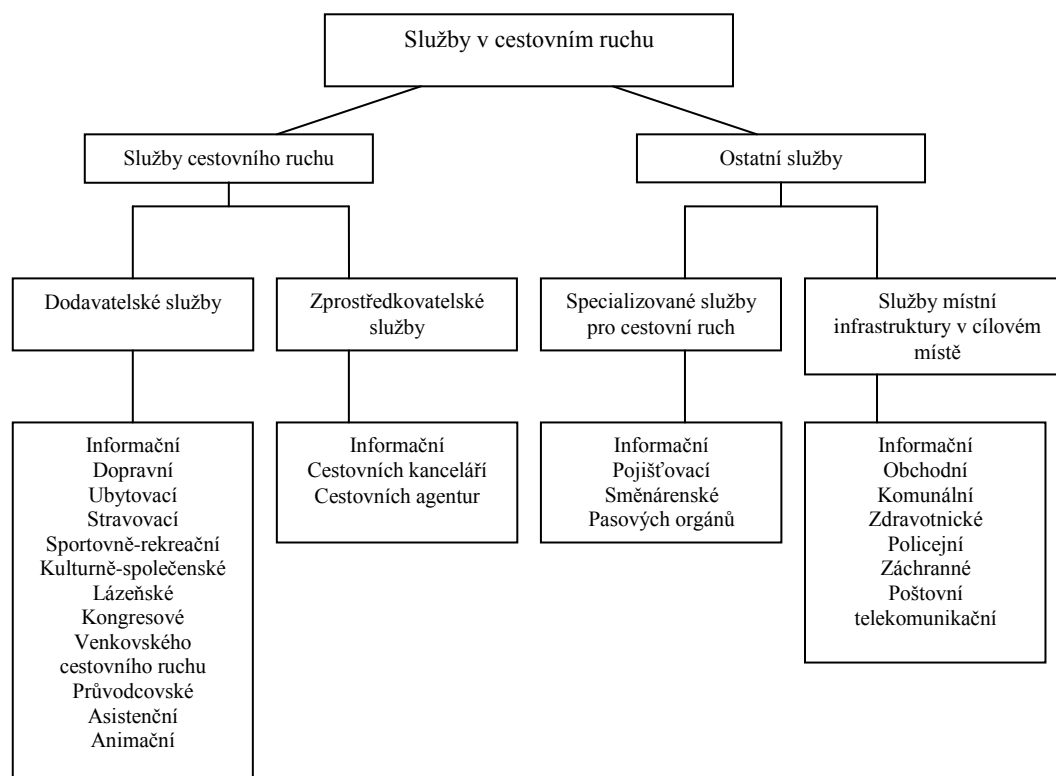 Služby v cestovním ruchu
Služby cestovního ruchu
Ostatní služby
Dodavatelské služby
Zprostředkovatelské
služby
Specializované služby
pro cestovní ruch
Služby místní
infrastruktury v cílovém
místě
Informační
Dopravní
Ubytovací
Stravovací
Sportovně-rekreační
Kulturně-společenské
Lázeňské
Kongresové
Venkovského
cestovního ruchu
Průvodcovské
Asistenční
Animační
Informační
Cestovních kanceláří
Cestovních agentur
Informační
Pojišťovací
Směnárenské
Pasových orgánů
Informační
Obchodní
Komunální
Zdravotnické
Policejní
Záchranné
Poštovní
telekomunikační